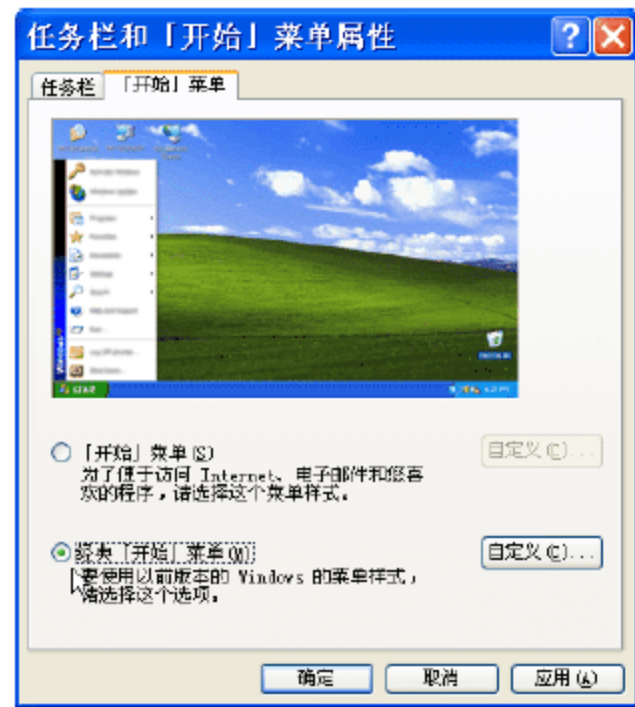 任务栏和「开始」菜单属性
任务栏
「开始」菜单
「开始」菜单(S)
自定义(C)...
为了便于访问 Internet、电子邮件和您喜
欢的程序，请选择这个菜单样式。
经典「开始」菜单(M)
自定义(C)...
要使用以前版本的 Windows 的菜单样式，
请选择这个选项。
确定
取消
应用(A)